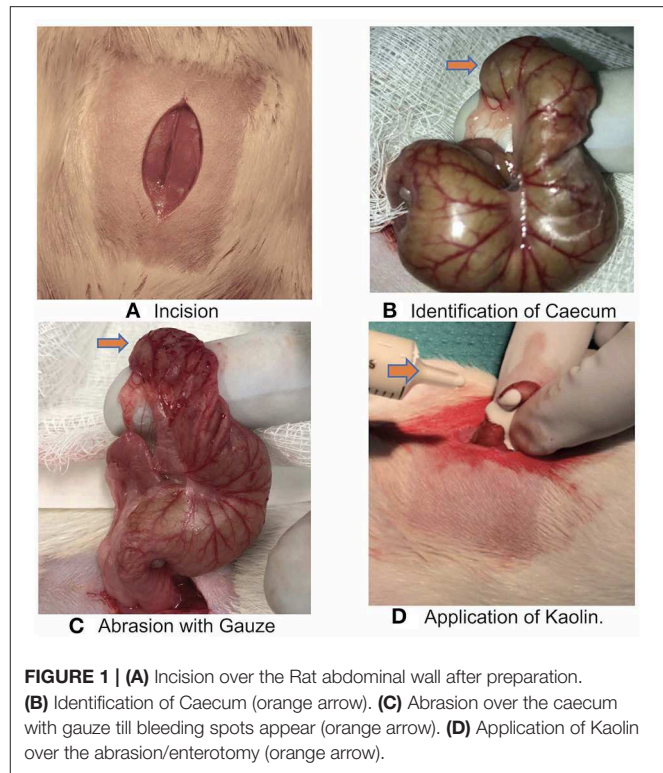 A Incision
B Identification of Caecum
C Abrasion with Gauze
D Application of Kaolin.
FIGURE 1 | (A) Incision over the Rat abdominal wall after preparation.
(B) Identification of Caecum (orange arrow). (C) Abrasion over the caecum
with gauze till bleeding spots appear (orange arrow). (D) Application of Kaolin
over the abrasion/enterotomy (orange arrow).